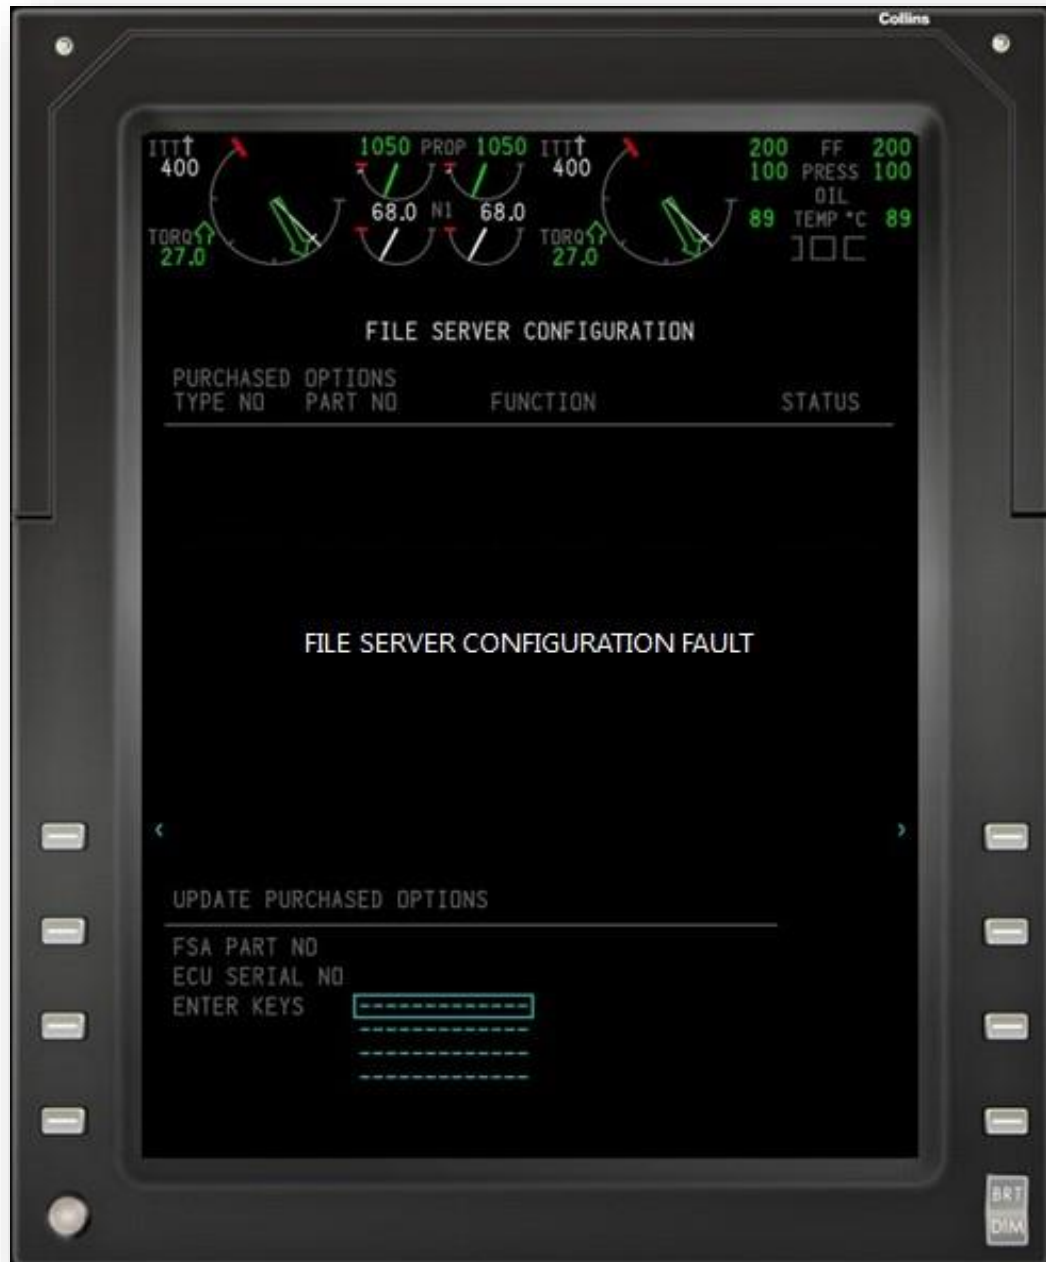 Collins
ITT 1050 PROP 1050 ITT 200 FF 200
400 400 100 PRESS 100
OIL
68.0 N1 68.0 89 TEMP °C 89
TORQ TORQ
27.0 27.0
FILE SERVER CONFIGURATION
PURCHASED OPTIONS
TYPE NO PART NO FUNCTION STATUS
FILE SERVER CONFIGURATION FAULT
< >
UPDATE PURCHASED OPTIONS
FSA PART NO
ECU SERIAL NO
ENTER KEYS -------------
-------------
-------------
-------------
BRT
DIM